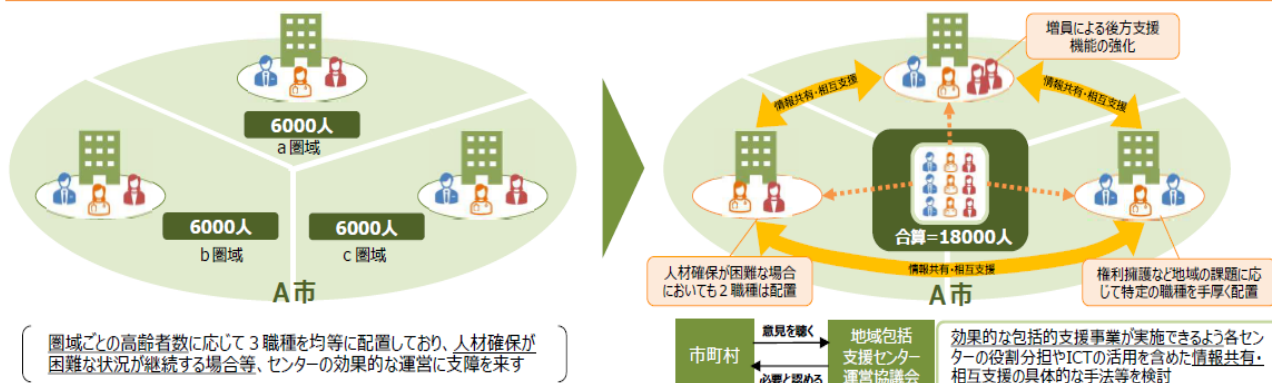 6000人
a圏域
6000人
b圏域
6000人
c圏域
A市
圏域ごとの高齢者数に応じて３職種を均等に配置しており、人材確保が
困難な状況が継続する場合等、センターの効果的な運営に支障を来す
増員による後方支援
機能の強化
情報共有・相互支援
情報共有・相互支援
合算=18000人
人材確保が困難な場合
においても２職種は配置
情報共有・相互支援
権利擁護など地域の課題に応
じて特定の職種を手厚く配置
A市
市町村
意見を聴く
必要と認める
地域包括
支援センター
運営協議会
効果的な包括的支援事業が実施できるよう各セン
ターの役割分担やICTの活用を含めた情報共有・
相互支援の具体的な手法等を検討